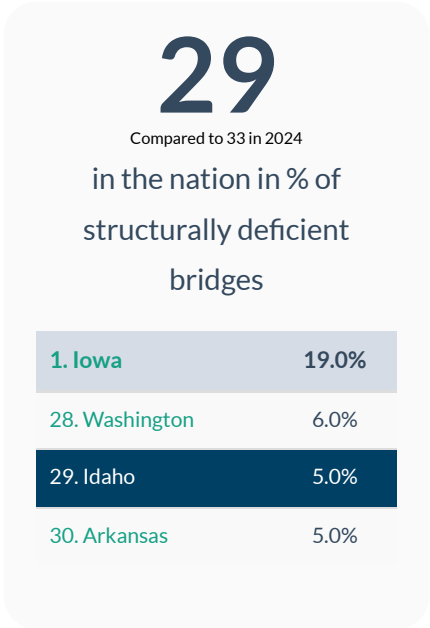 29
Compared to 33 in 2024
in the nation in % of
structurally deficient
bridges
1. Iowa 19.0%
28. Washington 6.0%
29. Idaho 5.0%
30. Arkansas 5.0%